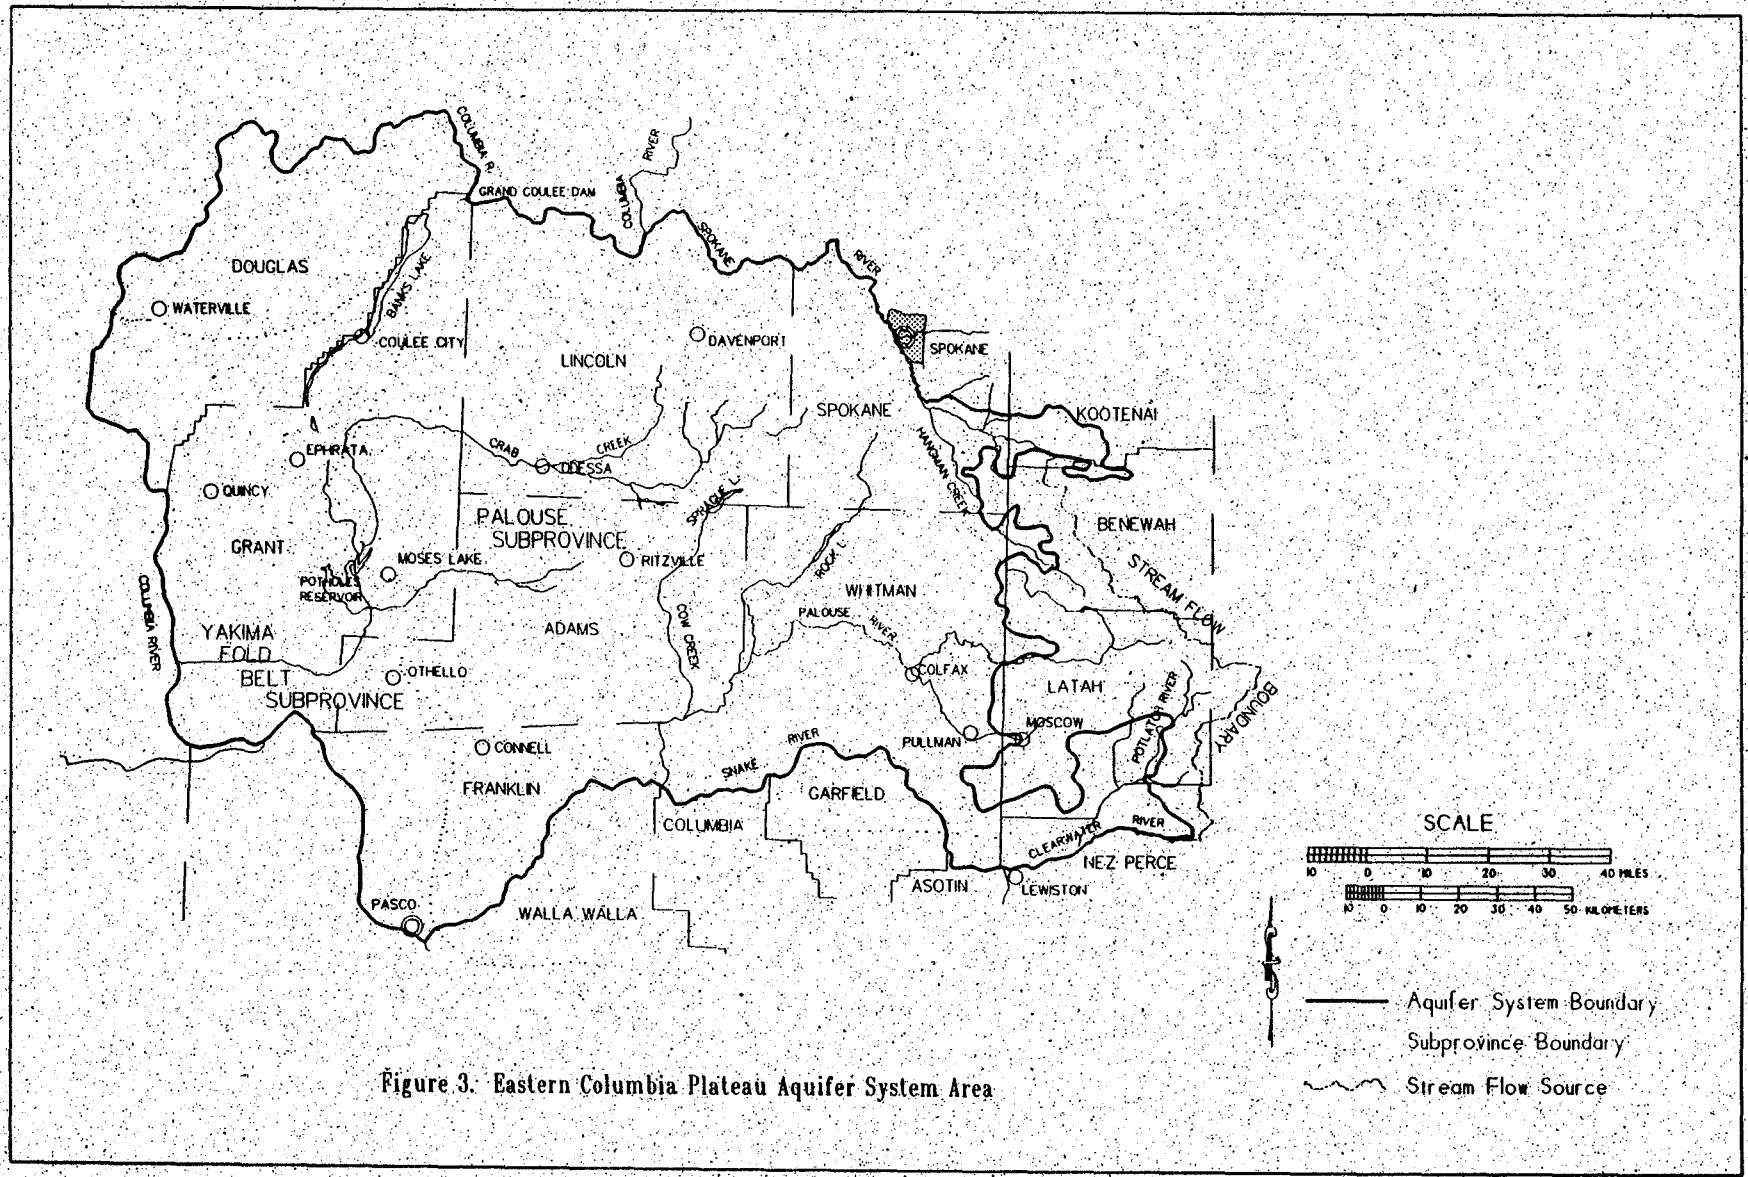 COLUMBIA R.
RIVER
COLUMBIA
GRAND COULEE DAM
SPOKANE
RIVER
DOUGLAS
BANKS LAKE
WATERVILLE
COULEE CITY
DAVENPORT
SPOKANE
LINCOLN
SPOKANE
KOOTENAI
CRAB
CREEK
HANGMAN CREEK
EPHRATA
ODESSA
QUINCY
SPRAGUE L.
PALOUSE
SUBPROVINCE
BENEWAH
GRANT
MOSES LAKE
RITZVILLE
ROCK L.
STREAM FLOW
POTHOLES
RESERVOIR
COLUMBIA RIVER
WHITMAN
PALOUSE
RIVER
YAKIMA
FOLD
BELT
SUBPROVINCE
ADAMS
COW CREEK
OTHELLO
COLFAX
LATAH
POTLATCH RIVER
BOUNDARY
MOSCOW
PULLMAN
CONNELL
SNAKE
RIVER
FRANKLIN
GARFIELD
COLUMBIA
CLEARWATER
RIVER
NEZ PERCE
ASOTIN
LEWISTON
PASCO
WALLA WALLA
SCALE
10 0 10 20 30 40 MILES
10 0 10 20 30 40 50 KILOMETERS
Aquifer System Boundary
Subprovince Boundary
Stream Flow Source
Figure 3. Eastern Columbia Plateau Aquifer System Area